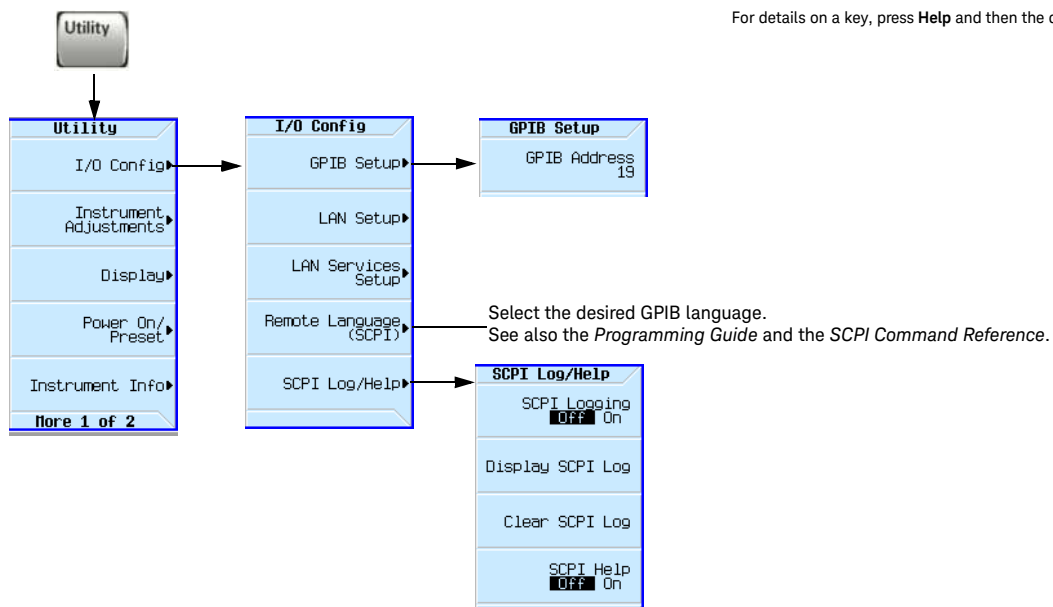 For details on a key, press Help and then the
Utility
Utility
I/O Config
Instrument
Adjustments
Display
Power On/
Preset
Instrument Info
More 1 of 2
I/O Config
GPIB Setup
LAN Setup
LAN Services
Setup
Remote Language
(SCPI)
SCPI Log/Help
GPIB Setup
GPIB Address
19
Select the desired GPIB language.
See also the Programming Guide and the SCPI Command Reference.
SCPI Log/Help
SCPI Logging
Off On
Display SCPI Log
Clear SCPI Log
SCPI Help
Off On